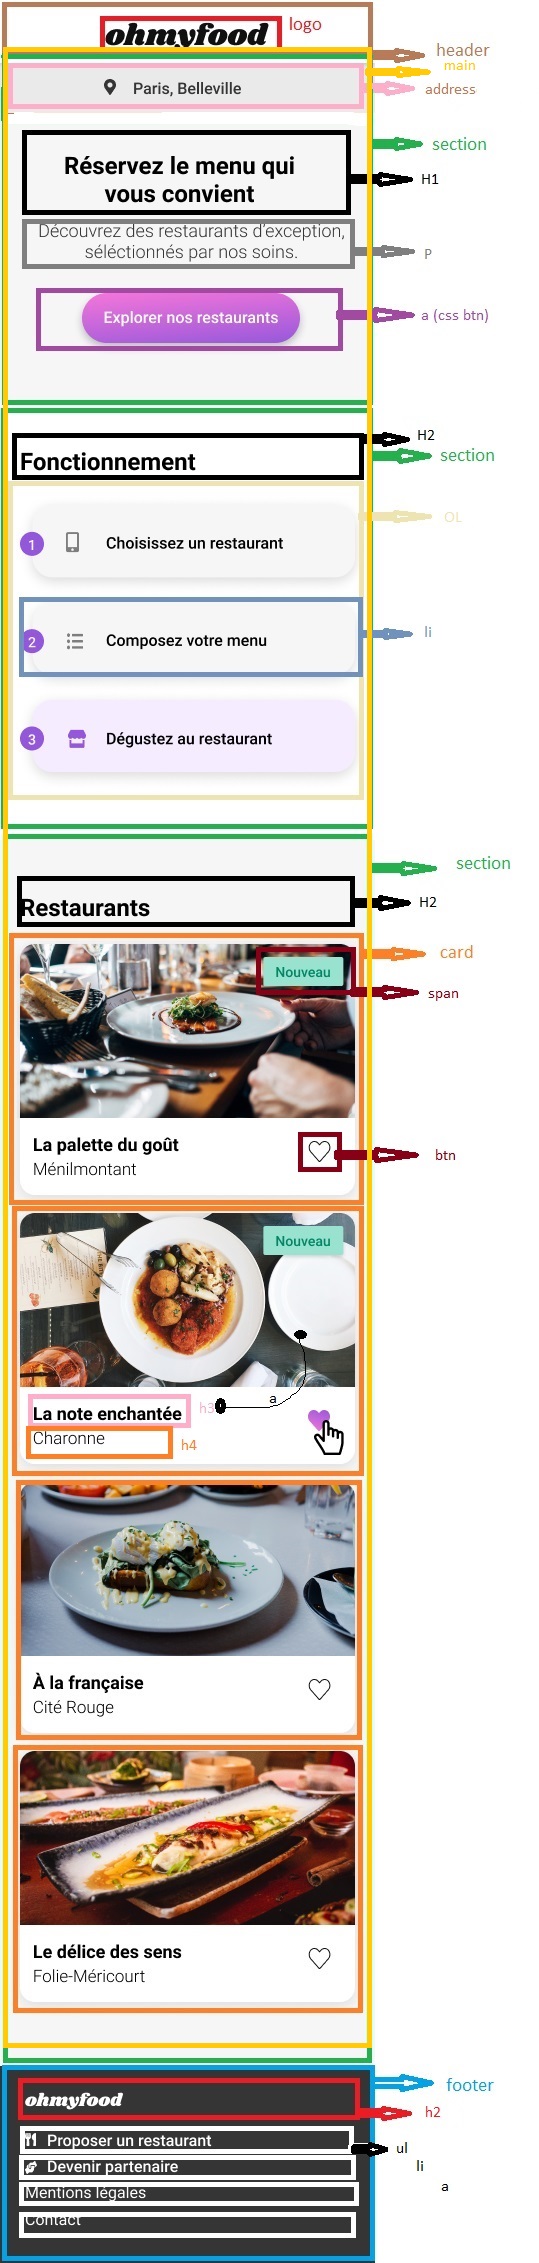 ohmyfood
logo
header
main
Paris, Belleville
address
section
Réservez le menu qui
vous convient
H1
Découvrez des restaurants d'exception,
séléctionnés par nos soins.
P
Explorer nos restaurants
a (css btn)
H2
section
Fonctionnement
OL
1
Choisissez un restaurant
2
Composez votre menu
li
3
Dégustez au restaurant
section
Restaurants
H2
card
Nouveau
span
La palette du goût
Ménilmontant
btn
Nouveau
La note enchantée
h3
a
Charonne
h4
À la française
Cité Rouge
Le délice des sens
Folie-Méricourt
footer
ohmyfood
h2
Proposer un restaurant
ul
Devenir partenaire
li
Mentions légales
a
Contact